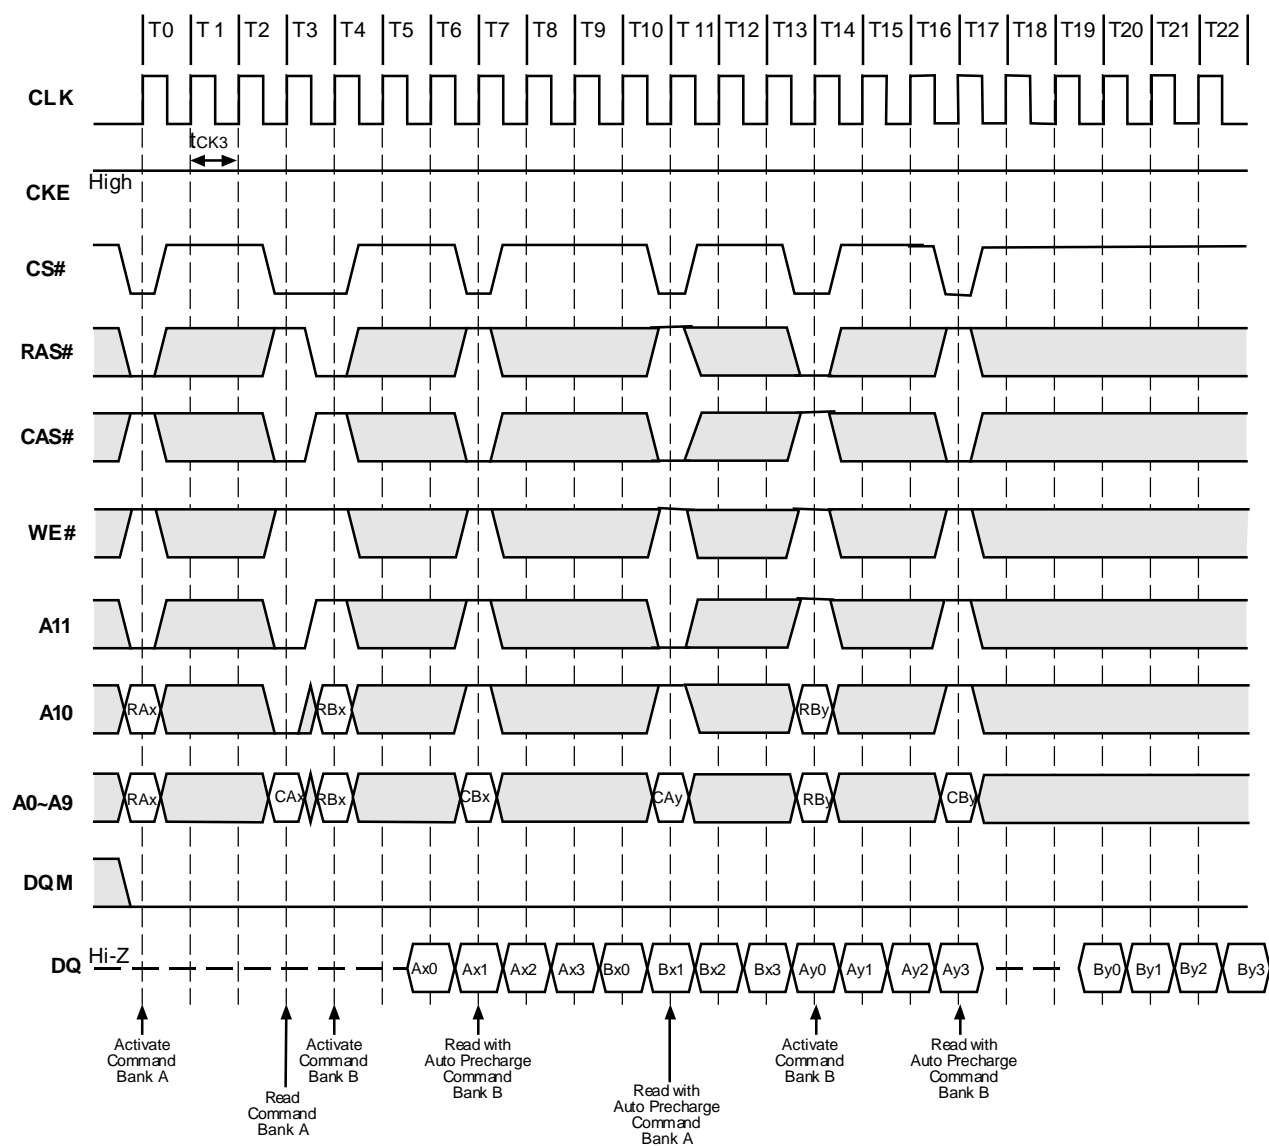 T0 T 1 T2 T3 T4 T5 T6 T7 T8 T9 T10 T 11 T12 T13 T14 T15 T16 T17 T18 T19 T20 T21 T22
CLK
tCK3
High
CKE
CS#
RAS#
CAS#
WE#
A11
A10
RAx RBx RBy
A0~A9
RAx CAx RBx CBx CAy RBy CBy
DQM
Hi-Z
DQ
Ax0 Ax1 Ax2 Ax3 Bx0 Bx1 Bx2 Bx3 Ay0 Ay1 Ay2 Ay3 By0 By1 By2 By3
Activate
Command
Bank A
Read
Command
Bank A
Activate
Command
Bank B
Read with
Auto Precharge
Command
Bank B
Read with
Auto Precharge
Command
Bank A
Activate
Command
Bank B
Read with
Auto Precharge
Command
Bank B